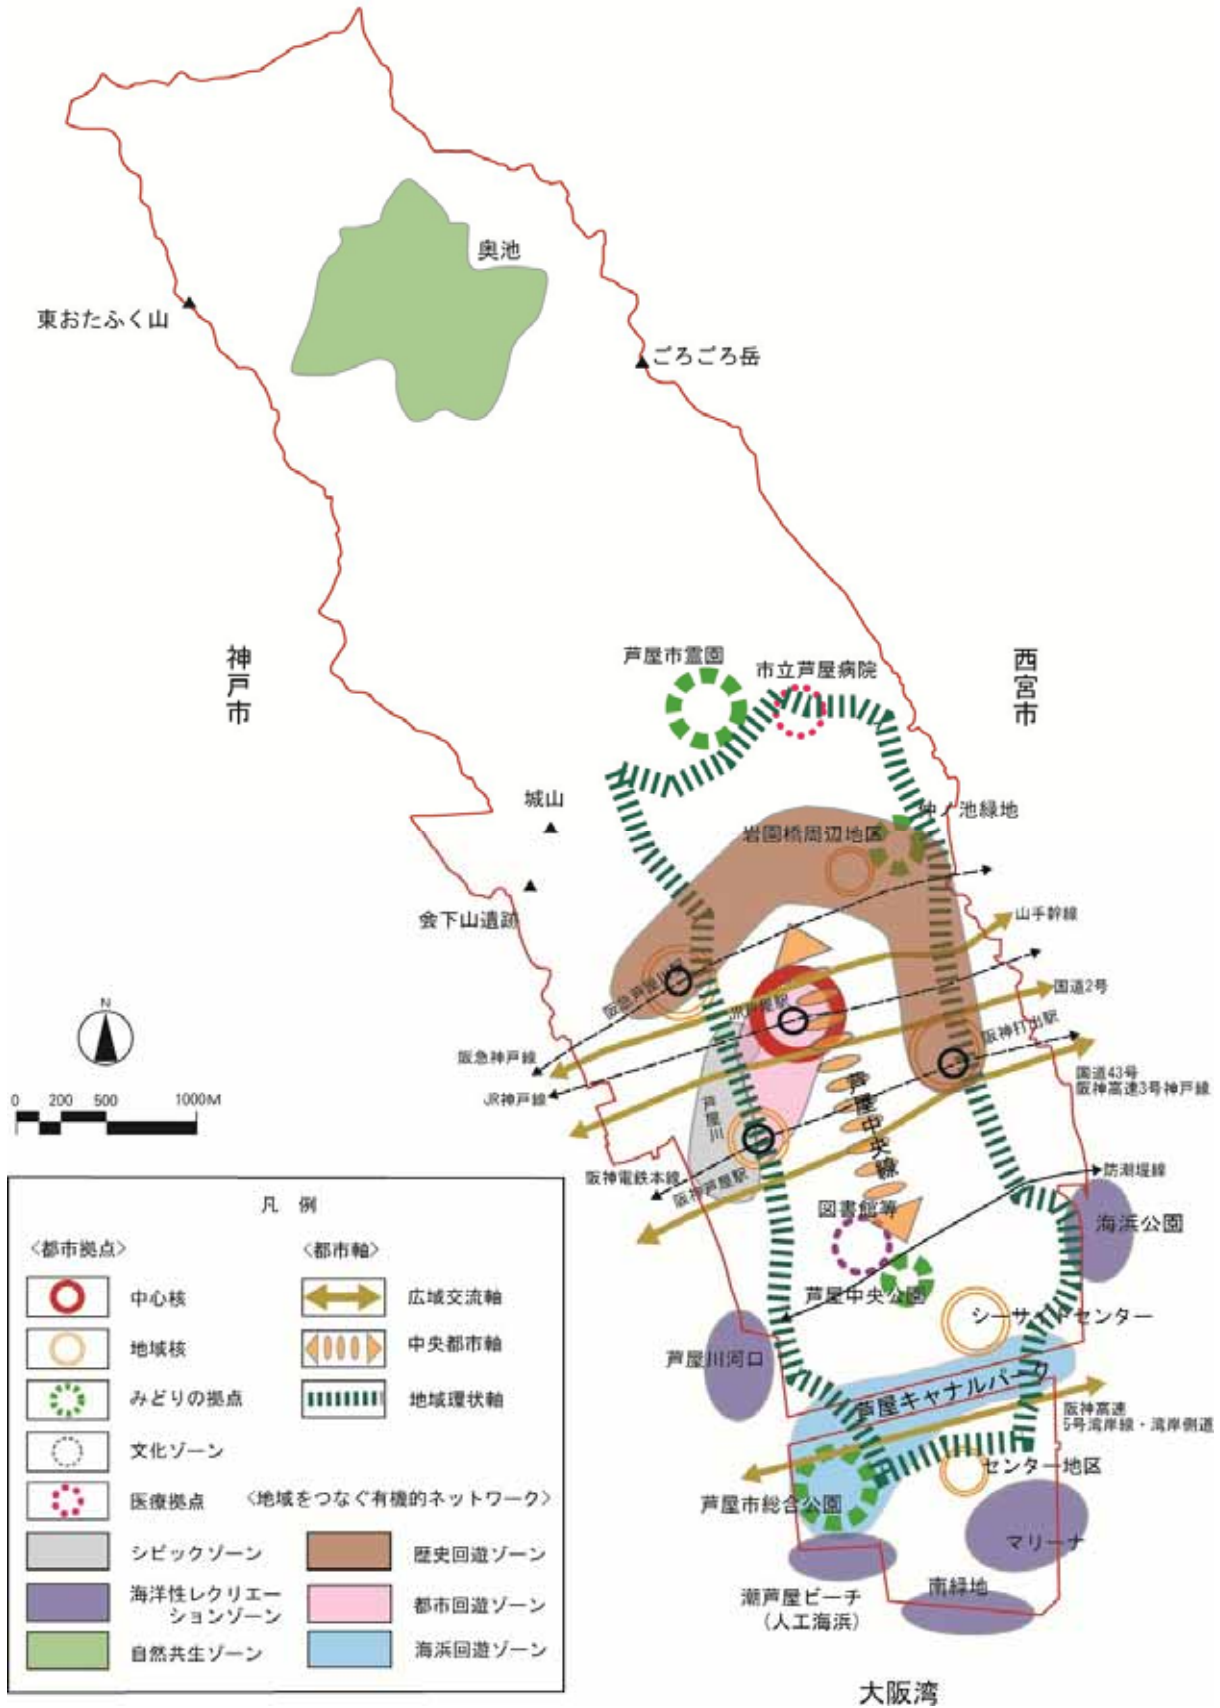 奥池
東おたふく山
ごろごろ岳
神戸市
西宮市
芦屋市霊園
市立芦屋病院
城山
仲ノ池緑地
岩園橋周辺地区
会下山遺跡
山手幹線
阪急芦屋川駅
JR芦屋駅
国道2号
N
阪神打出駅
阪急神戸線
国道43号
阪神高速3号神戸線
JR神戸線
0 200 500 1000M
芦屋川
芦屋中央線
阪神電鉄本線
阪神芦屋駅
防潮堤線
図書館等
海浜公園
芦屋中央公園
シーサイドセンター
芦屋川河口
芦屋キャナルパーク
阪神高速
5号湾岸線・湾岸側道
センター地区
芦屋市総合公園
マリーナ
南緑地
潮芦屋ビーチ
(人工海浜)
大阪湾
凡 例
<都市拠点>
中心核
地域核
みどりの拠点
文化ゾーン
医療拠点
シビックゾーン
海洋性レクリエー
ションゾーン
自然共生ゾーン
<都市軸>
広域交流軸
中央都市軸
地域環状軸
<地域をつなぐ有機的ネットワーク>
歴史回遊ゾーン
都市回遊ゾーン
海浜回遊ゾーン